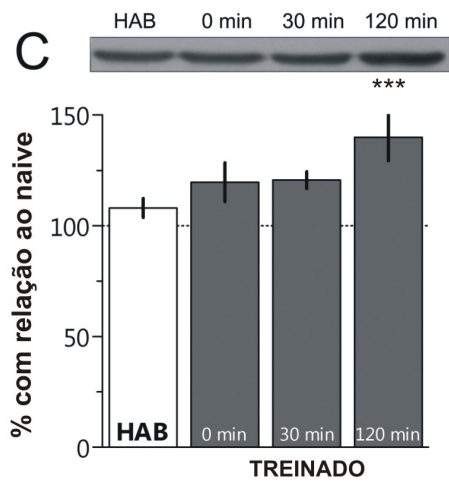 HAB 0 min 30 min 120 min
C
***
% com relação ao naive
150
100
50
0
HAB 0 min 30 min 120 min
TREINADO